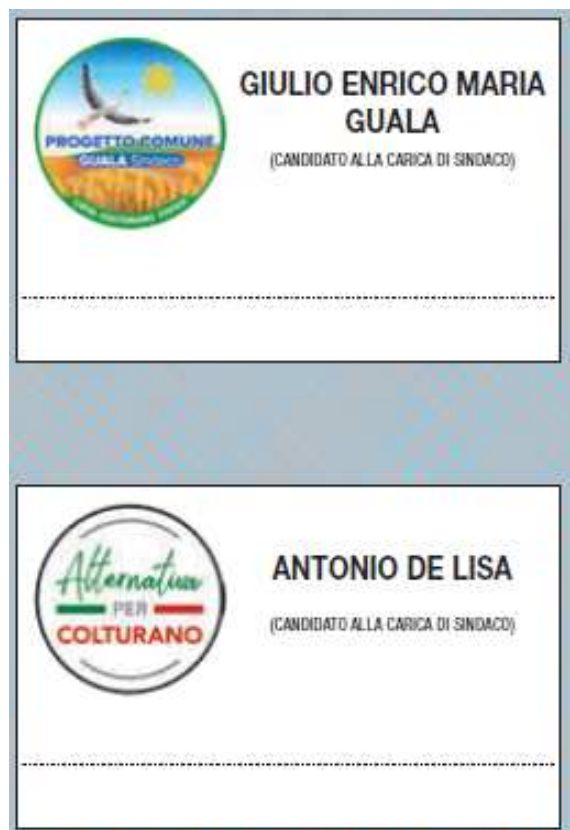 GIULIO ENRICO MARIA
GUALA
(CANDIDATO ALLA CARICA DI SINDACO)
PROGETTO COMUNE
GUALA Sindaco
ANTONIO DE LISA
(CANDIDATO ALLA CARICA DI SINDACO)
Alternativa
PER
COLTURANO